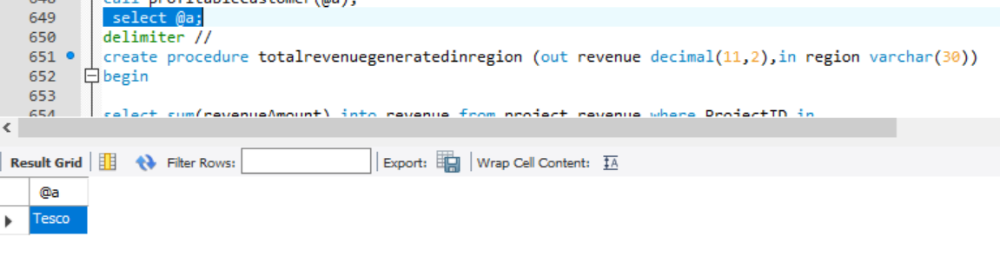 648 call profitableCustomer(@a);
649 select @a;
650 delimiter //
651 create procedure totalrevenuegeneratedinregion (out revenue decimal(11,2),in region varchar(30))
652 begin
653
654 select sum(revenueAmount) into revenue from project_revenue where ProjectID in
Result Grid Filter Rows: Export: Wrap Cell Content: IA
@a
Tesco